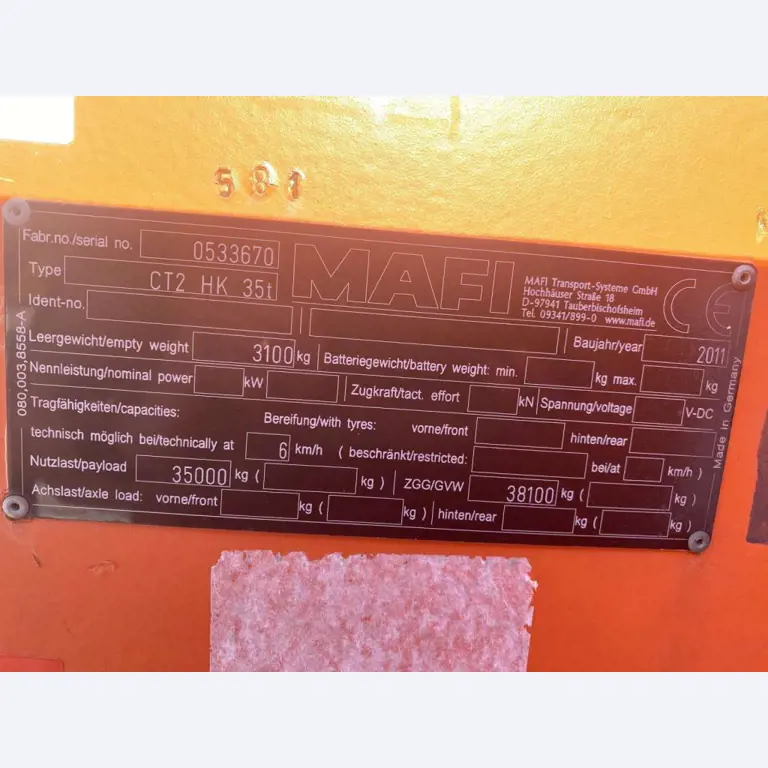 581
Fabr.no./serial no. 0533670
Type CT2 HK 35t
MAFI
MAFI Transport-Systeme GmbH
Hochhäuser Straße 18
D-97941 Tauberbischofsheim
Tel. 09341/899-0 www.mafi.de
CE
Ident-no.
Baujahr/year 2011
Leergewicht/empty weight 3100 kg Batteriegewicht/battery weight: min. kg max. kg
Nennleistung/nominal power kW Zugkraft/tact. effort kN Spannung/voltage V-DC
Tragfähigkeiten/capacities: Bereifung/with tyres: vorne/front hinten/rear
technisch möglich bei/technically at 6 km/h ( beschränkt/restricted: bei/at km/h )
Nutzlast/payload 35000 kg ( kg ) ZGG/GVW 38100 kg ( kg )
Achslast/axle load: vorne/front kg ( kg ) hinten/rear kg ( kg )
080,003,8558-A
Made in Germany